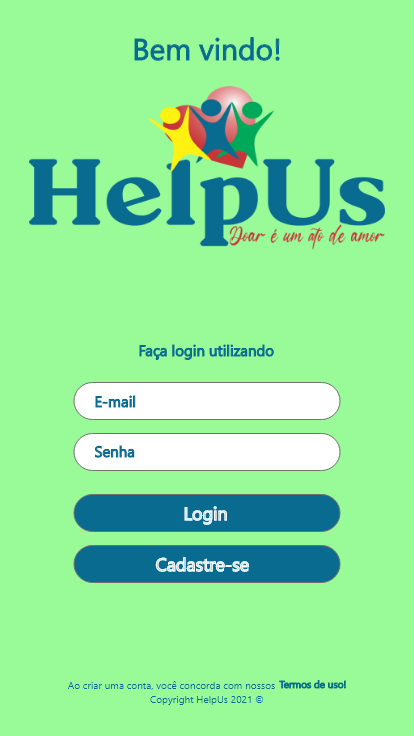 Bem vindo!
HelpUs
Doar é um ato de amor
Faça login utilizando
E-mail
Senha
Login
Cadastre-se
Ao criar uma conta, você concorda com nossos Termos de uso!
Copyright HelpUs 2021 ©